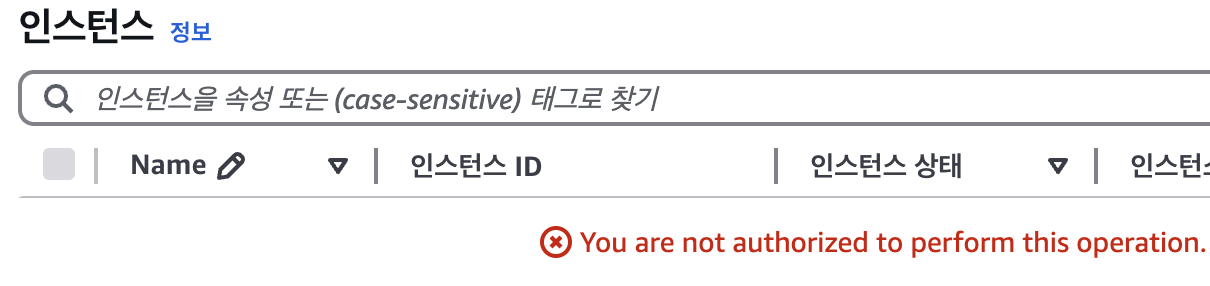 인스턴스 정보
인스턴스을 속성 또는 (case-sensitive) 태그로 찾기
Name 인스턴스 ID 인스턴스 상태 인스턴스
You are not authorized to perform this operation.